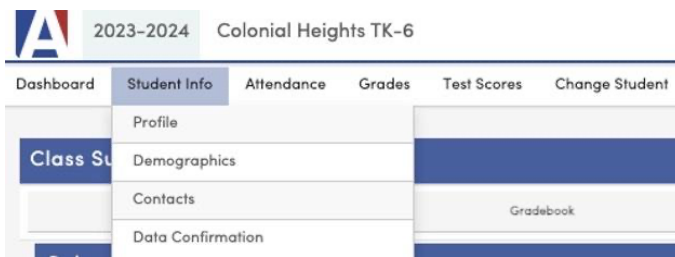 2023-2024 Colonial Heights TK-6
Dashboard Student Info Attendance Grades Test Scores Change Student
Profile
Class Su
Demographics
Contacts
Gradebook
Data Confirmation